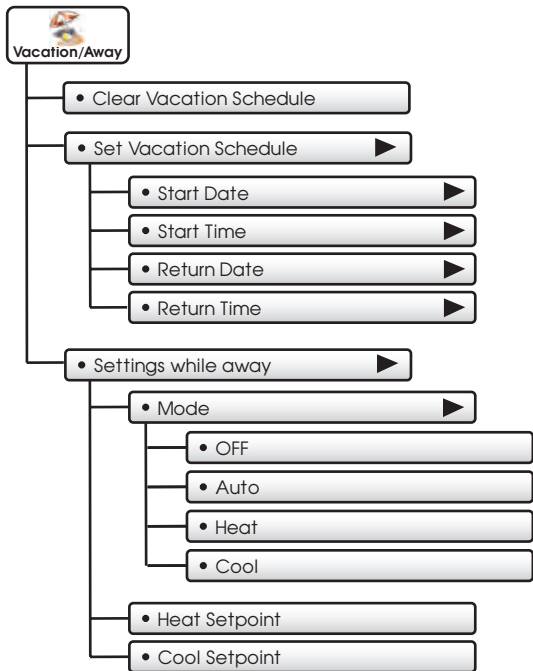 Vacation/Away
• Clear Vacation Schedule
• Set Vacation Schedule
• Start Date
• Start Time
• Return Date
• Return Time
• Settings while away
• Mode
• OFF
• Auto
• Heat
• Cool
• Heat Setpoint
• Cool Setpoint